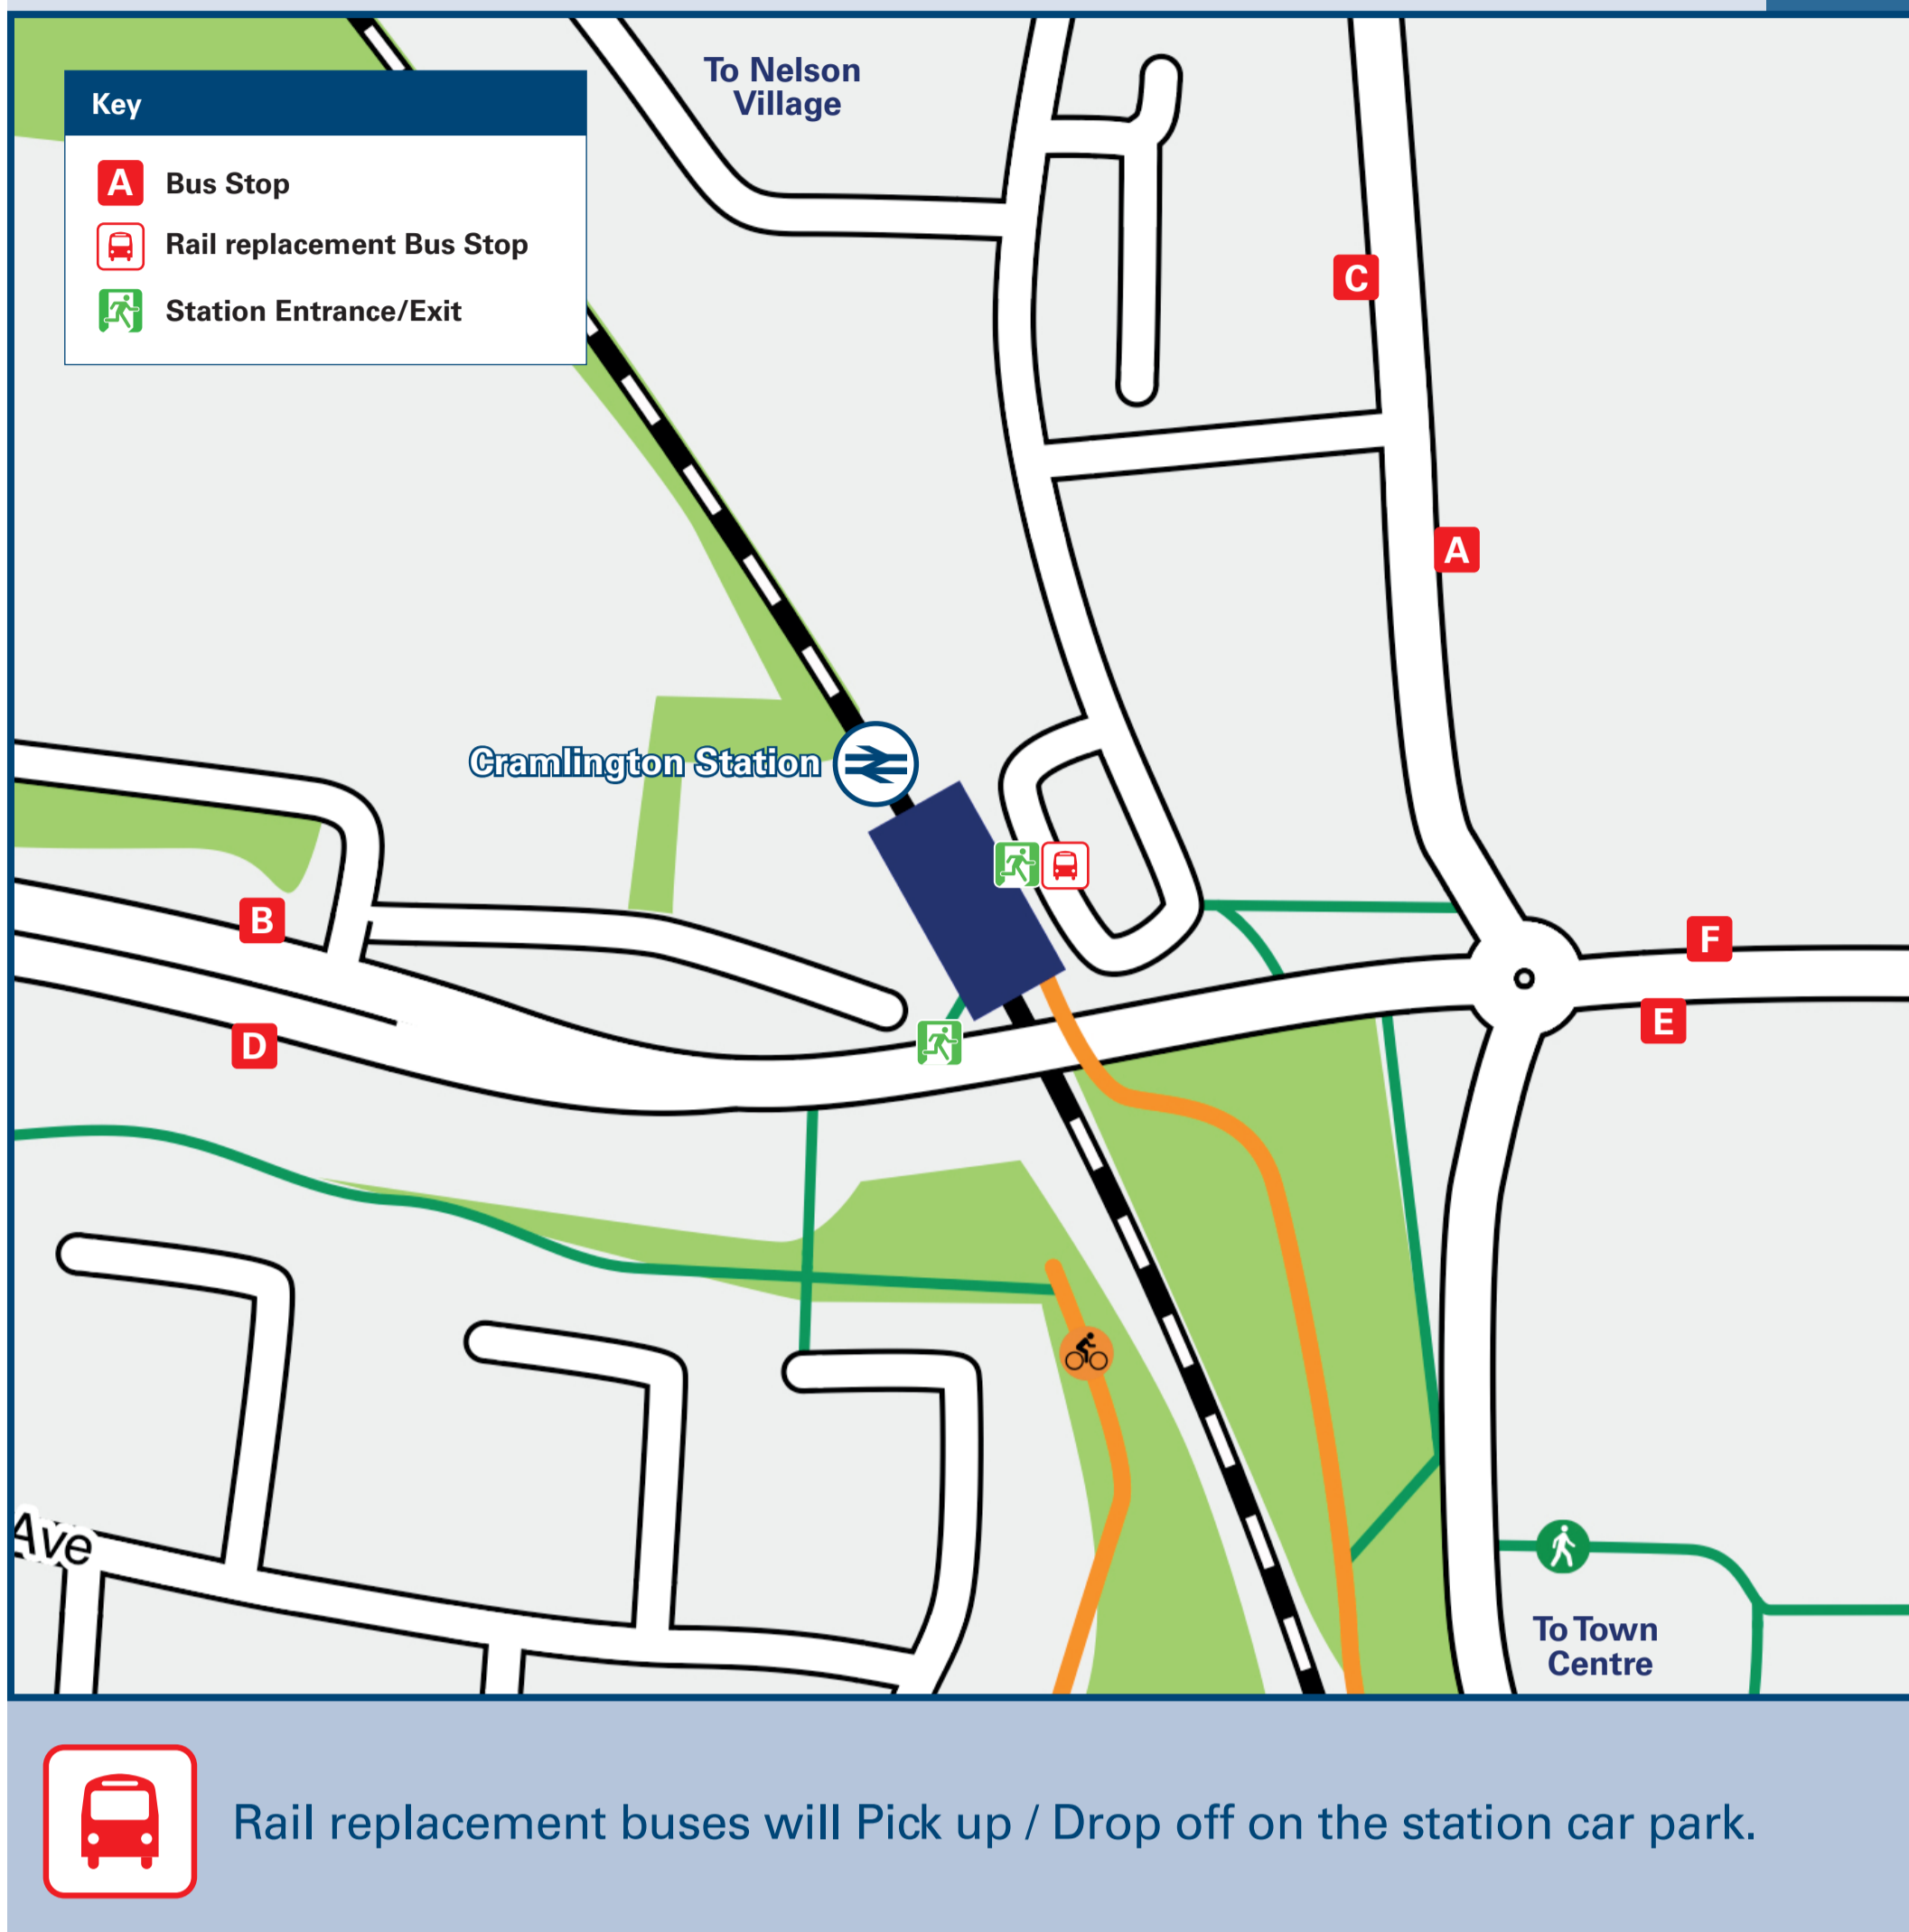 Key
A Bus Stop
Rail replacement Bus Stop
Station Entrance/Exit
To Nelson
Village
C
A
Cramlington Station
B
F
E
D
Ave
To Town
Centre
Rail replacement buses will Pick up / Drop off on the station car park.